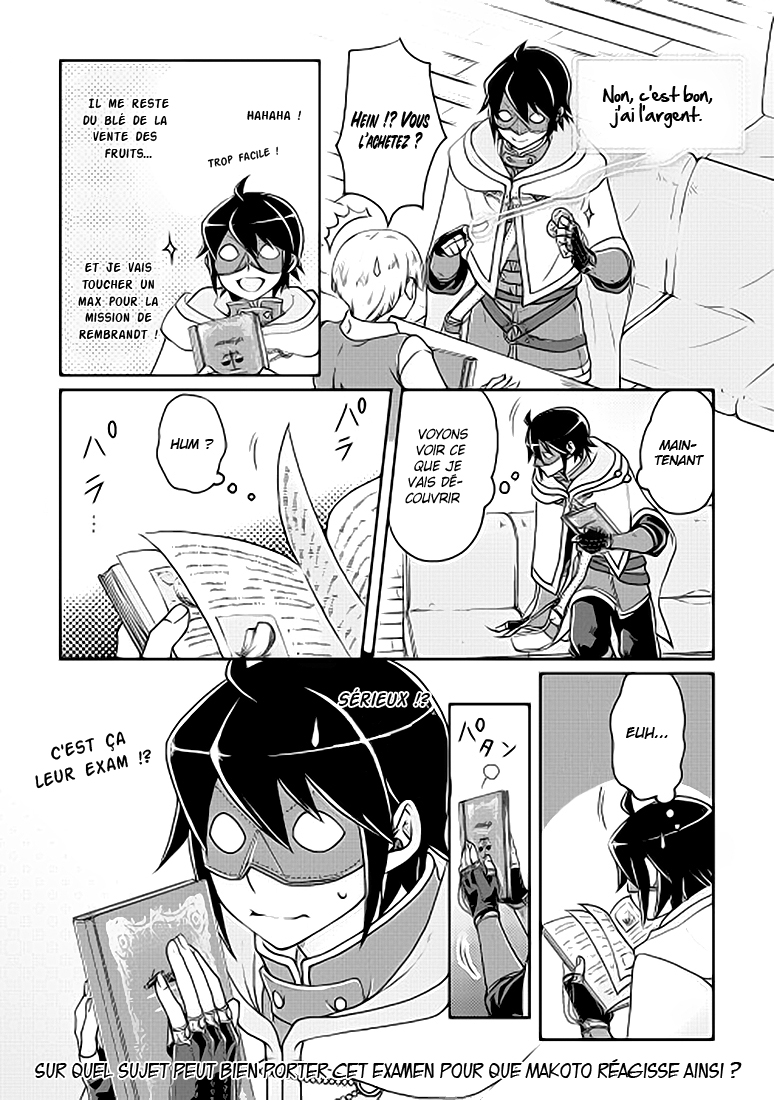 Non, c'est bon,
j'ai l'argent.
HEIN !? VOUS
L'ACHETEZ ?
HAHAHA !
TROP FACILE !
IL ME RESTE
DU BLÉ DE LA
VENTE DES
FRUITS...
ET JE VAIS
TOUCHER UN
MAX POUR LA
MISSION DE
REMBRANDT !
MAIN-
TENANT
VOYONS
VOIR CE
QUE JE
VAIS DÉ-
COUVRIR
HUM ?
パラ…
EUH...
パタン
SÉRIEUX !?
C'EST ÇA
LEUR EXAM !?
SUR QUEL SUJET PEUT BIEN PORTER CET EXAMEN POUR QUE MAKOTO RÉAGISSE AINSI ?